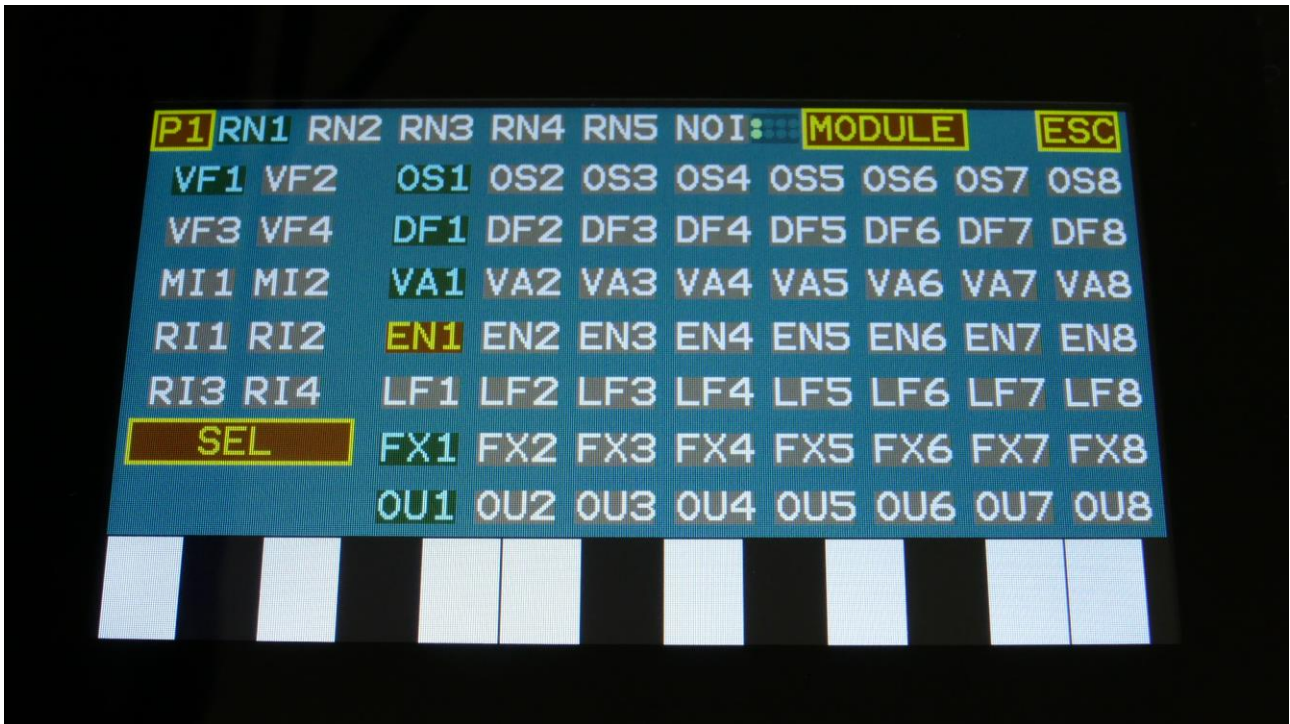 P1 RN1 RN2 RN3 RN4 RN5 NOI MODULE ESC
VF1 VF2 OS1 OS2 OS3 OS4 OS5 OS6 OS7 OS8
VF3 VF4 DF1 DF2 DF3 DF4 DF5 DF6 DF7 DF8
MI1 MI2 VA1 VA2 VA3 VA4 VA5 VA6 VA7 VA8
RI1 RI2 EN1 EN2 EN3 EN4 EN5 EN6 EN7 EN8
RI3 RI4 LF1 LF2 LF3 LF4 LF5 LF6 LF7 LF8
SEL FX1 FX2 FX3 FX4 FX5 FX6 FX7 FX8
OU1 OU2 OU3 OU4 OU5 OU6 OU7 OU8